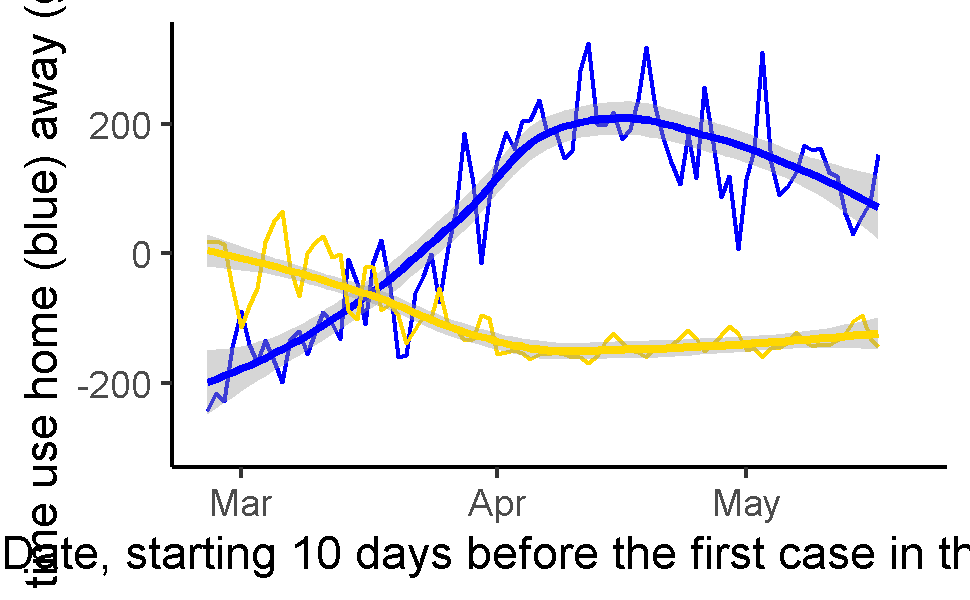 time use home (blue) away (
200
0
-200
Mar Apr May
Date, starting 10 days before the first case in th